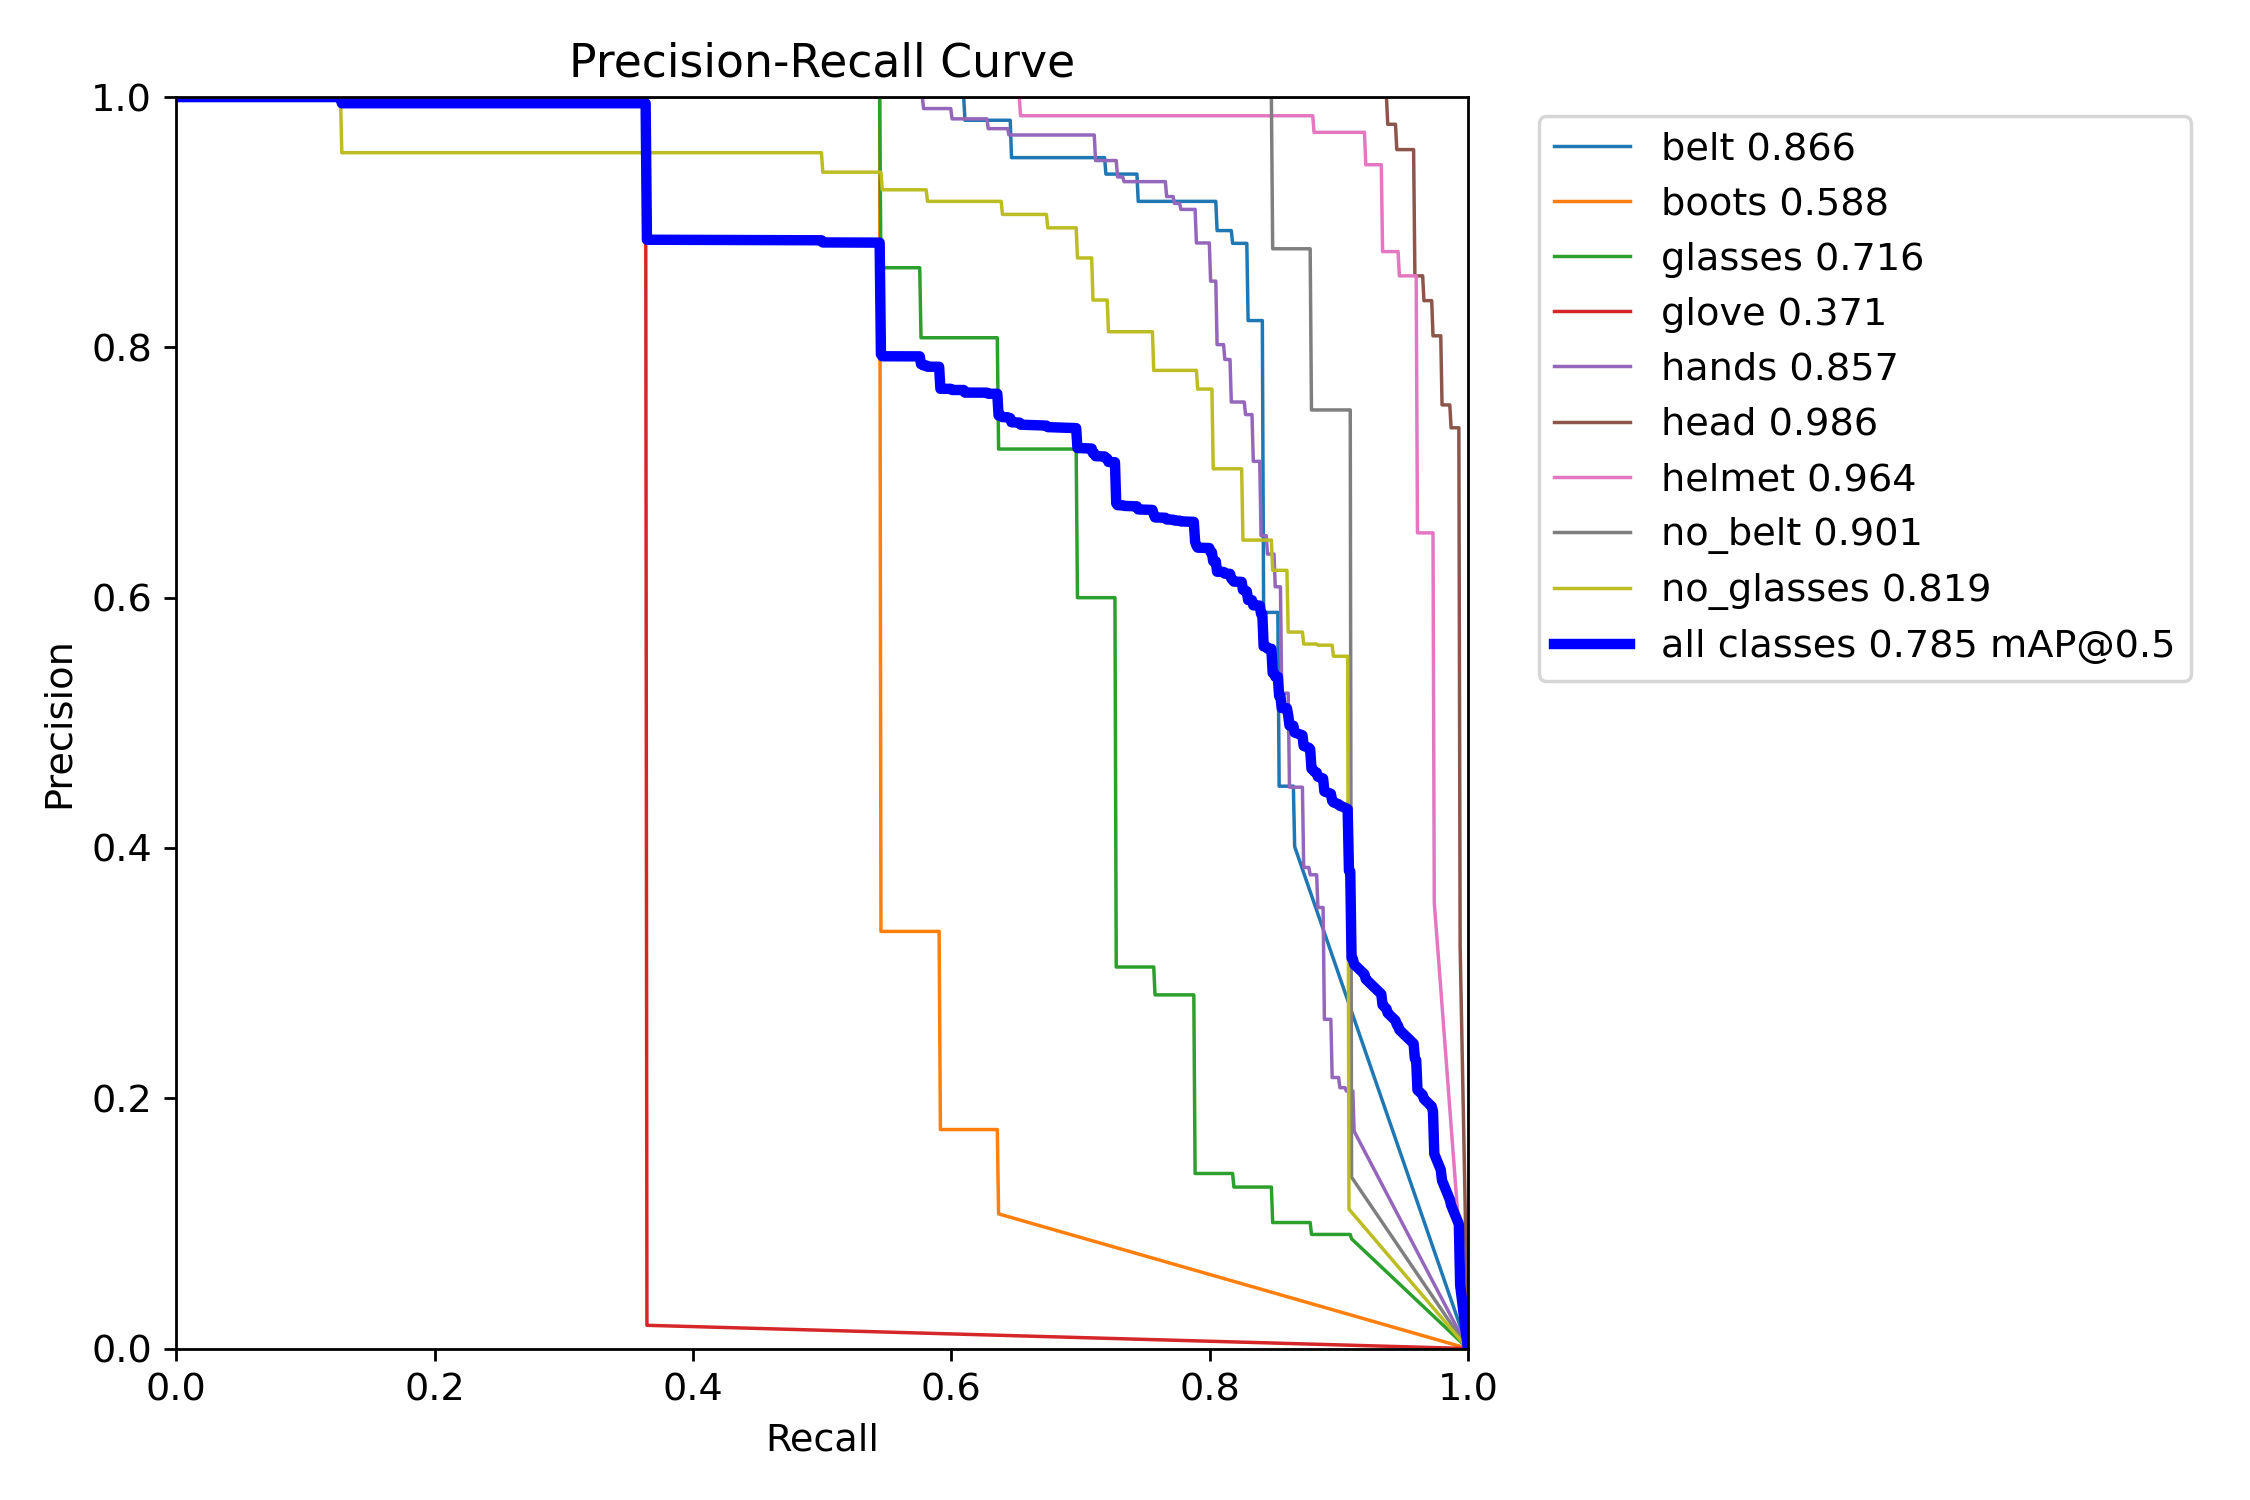 Precision-Recall Curve
1.0
0.8
0.6
0.4
0.2
0.0
Precision
0.0 0.2 0.4 0.6 0.8 1.0
Recall
belt 0.866
boots 0.588
glasses 0.716
glove 0.371
hands 0.857
head 0.986
helmet 0.964
no_belt 0.901
no_glasses 0.819
all classes 0.785 mAP@0.5